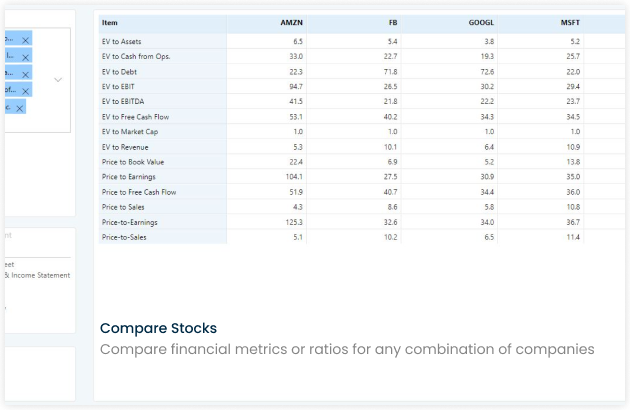 Item AMZN FB GOOGL MSFT
EV to Assets 6.5 5.4 3.8 5.2
EV to Cash from Ops. 33.0 22.7 19.3 25.7
EV to Debt 22.3 71.8 72.6 22.0
EV to EBIT 94.7 26.5 30.2 29.4
EV to EBITDA 41.5 21.8 22.2 23.7
EV to Free Cash Flow 53.1 40.2 34.3 34.5
EV to Market Cap 1.0 1.0 1.0 1.0
EV to Revenue 5.3 10.1 6.4 10.9
Price to Book Value 22.4 6.9 5.2 13.8
Price to Earnings 104.1 27.5 30.9 35.0
Price to Free Cash Flow 51.9 40.7 34.4 36.0
Price to Sales 4.3 8.6 5.8 10.8
Price-to-Earnings 125.3 32.6 34.0 36.7
Price-to-Sales 5.1 10.2 6.5 11.4
& Income Statement
Compare Stocks
Compare financial metrics or ratios for any combination of companies